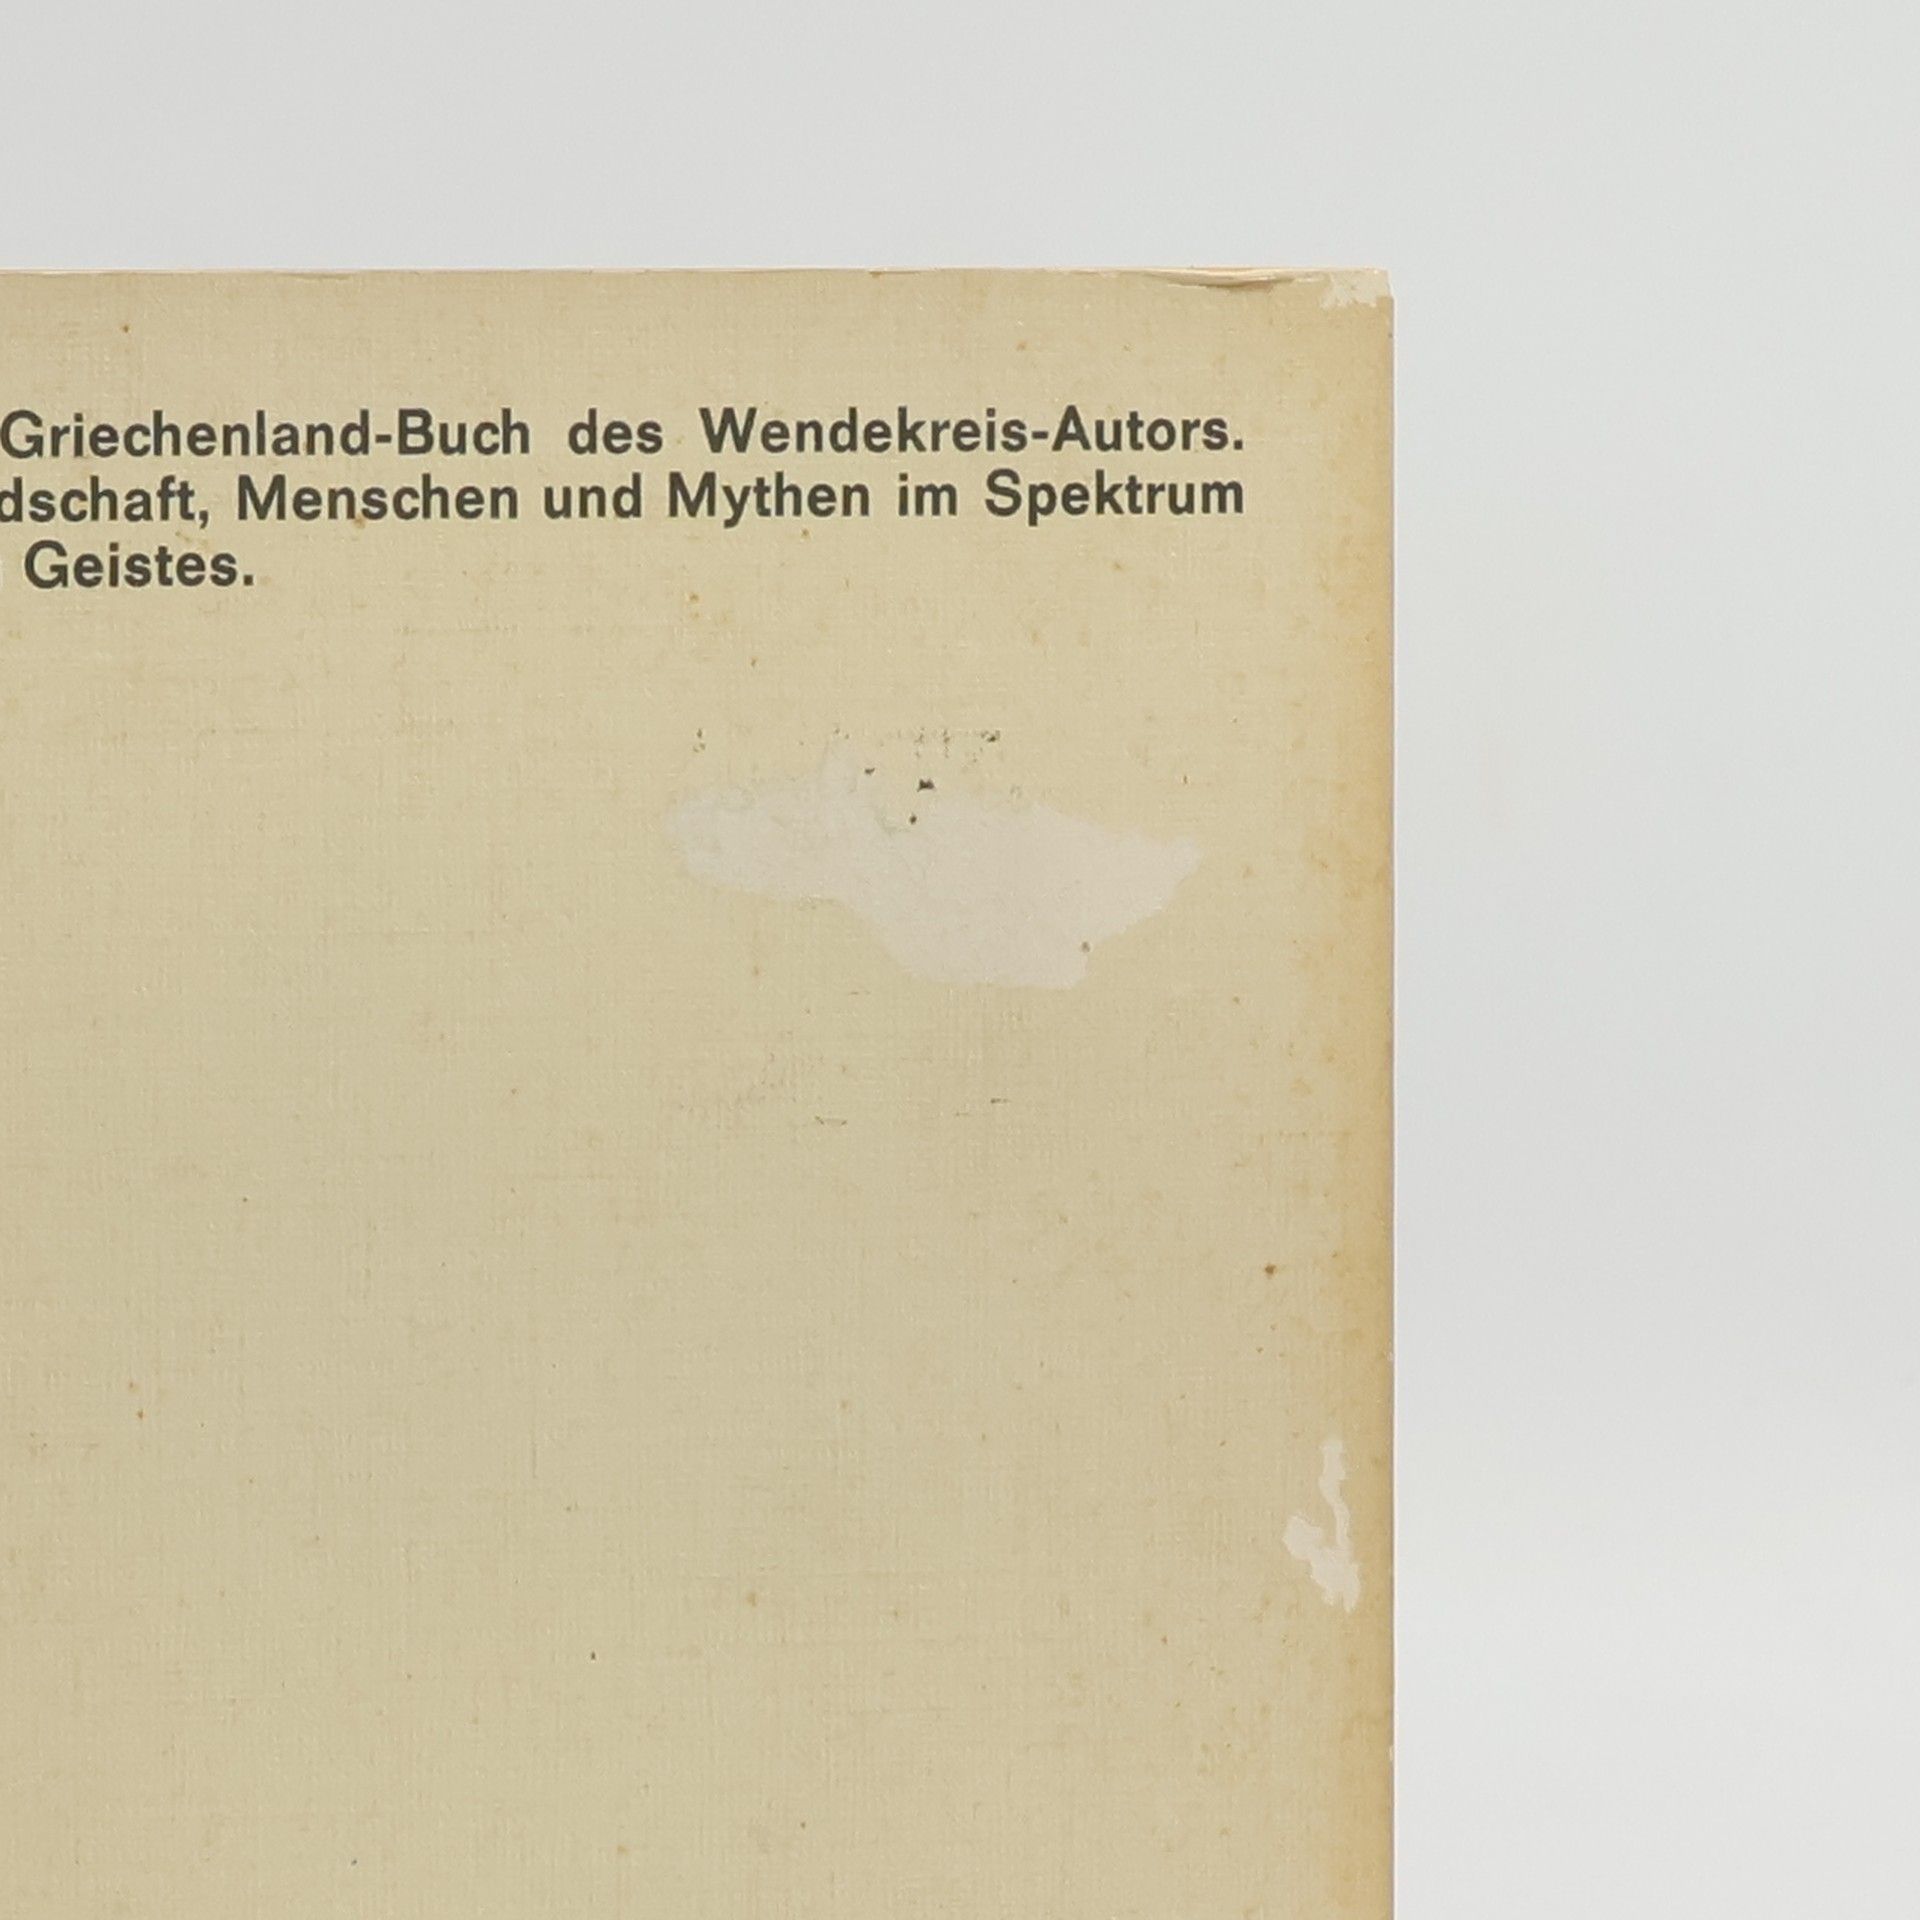 Griechenland-Buch des Wendekreis-Autors.
dschaft, Menschen und Mythen im Spektrum
Geistes.